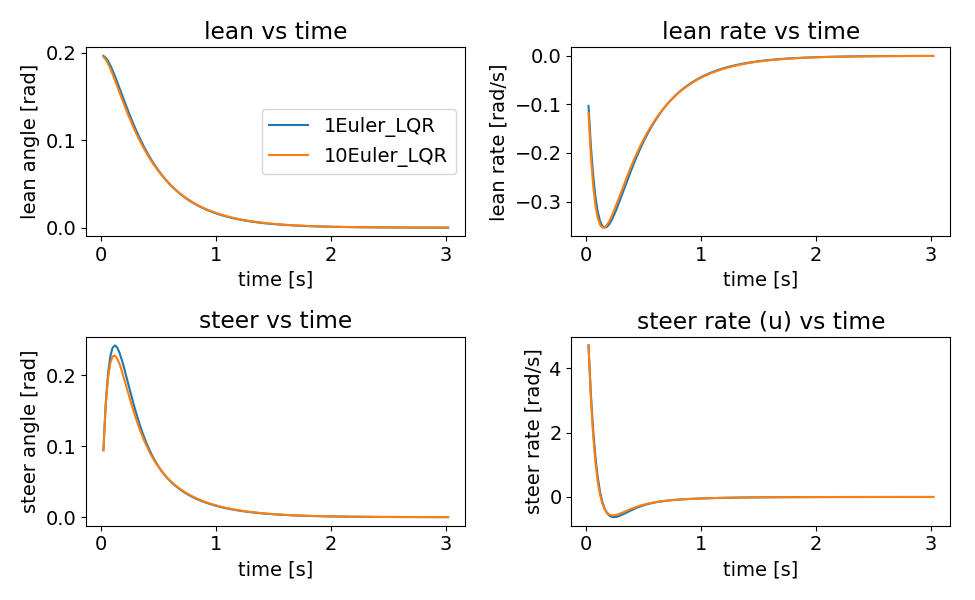 lean vs time
lean angle [rad]
0.2
0.1
0.0
1Euler_LQR
10Euler_LQR
0
1
2
3
time [s]
lean rate vs time
lean rate [rad/s]
0.0
−0.1
−0.2
−0.3
0
1
2
3
time [s]
steer vs time
steer angle [rad]
0.2
0.1
0.0
0
1
2
3
time [s]
steer rate (u) vs time
steer rate [rad/s]
4
2
0
0
1
2
3
time [s]